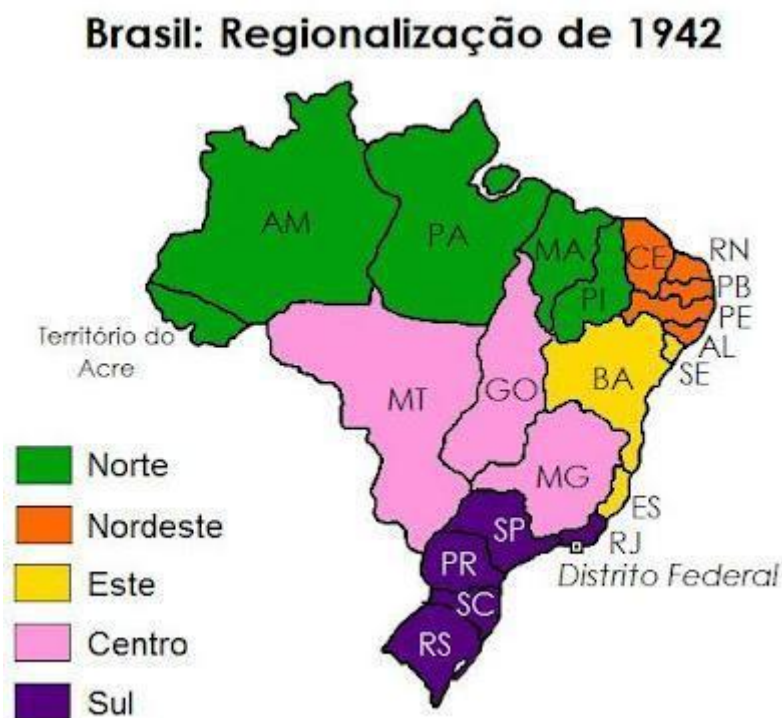 Brasil: Regionalização de 1942
AM
PA
MA
CE
RN
PI
PB
PE
AL
SE
Território do
Acre
BA
MT
GO
MG
ES
SP
RJ
PR
Distrito Federal
SC
RS
Norte
Nordeste
Este
Centro
Sul